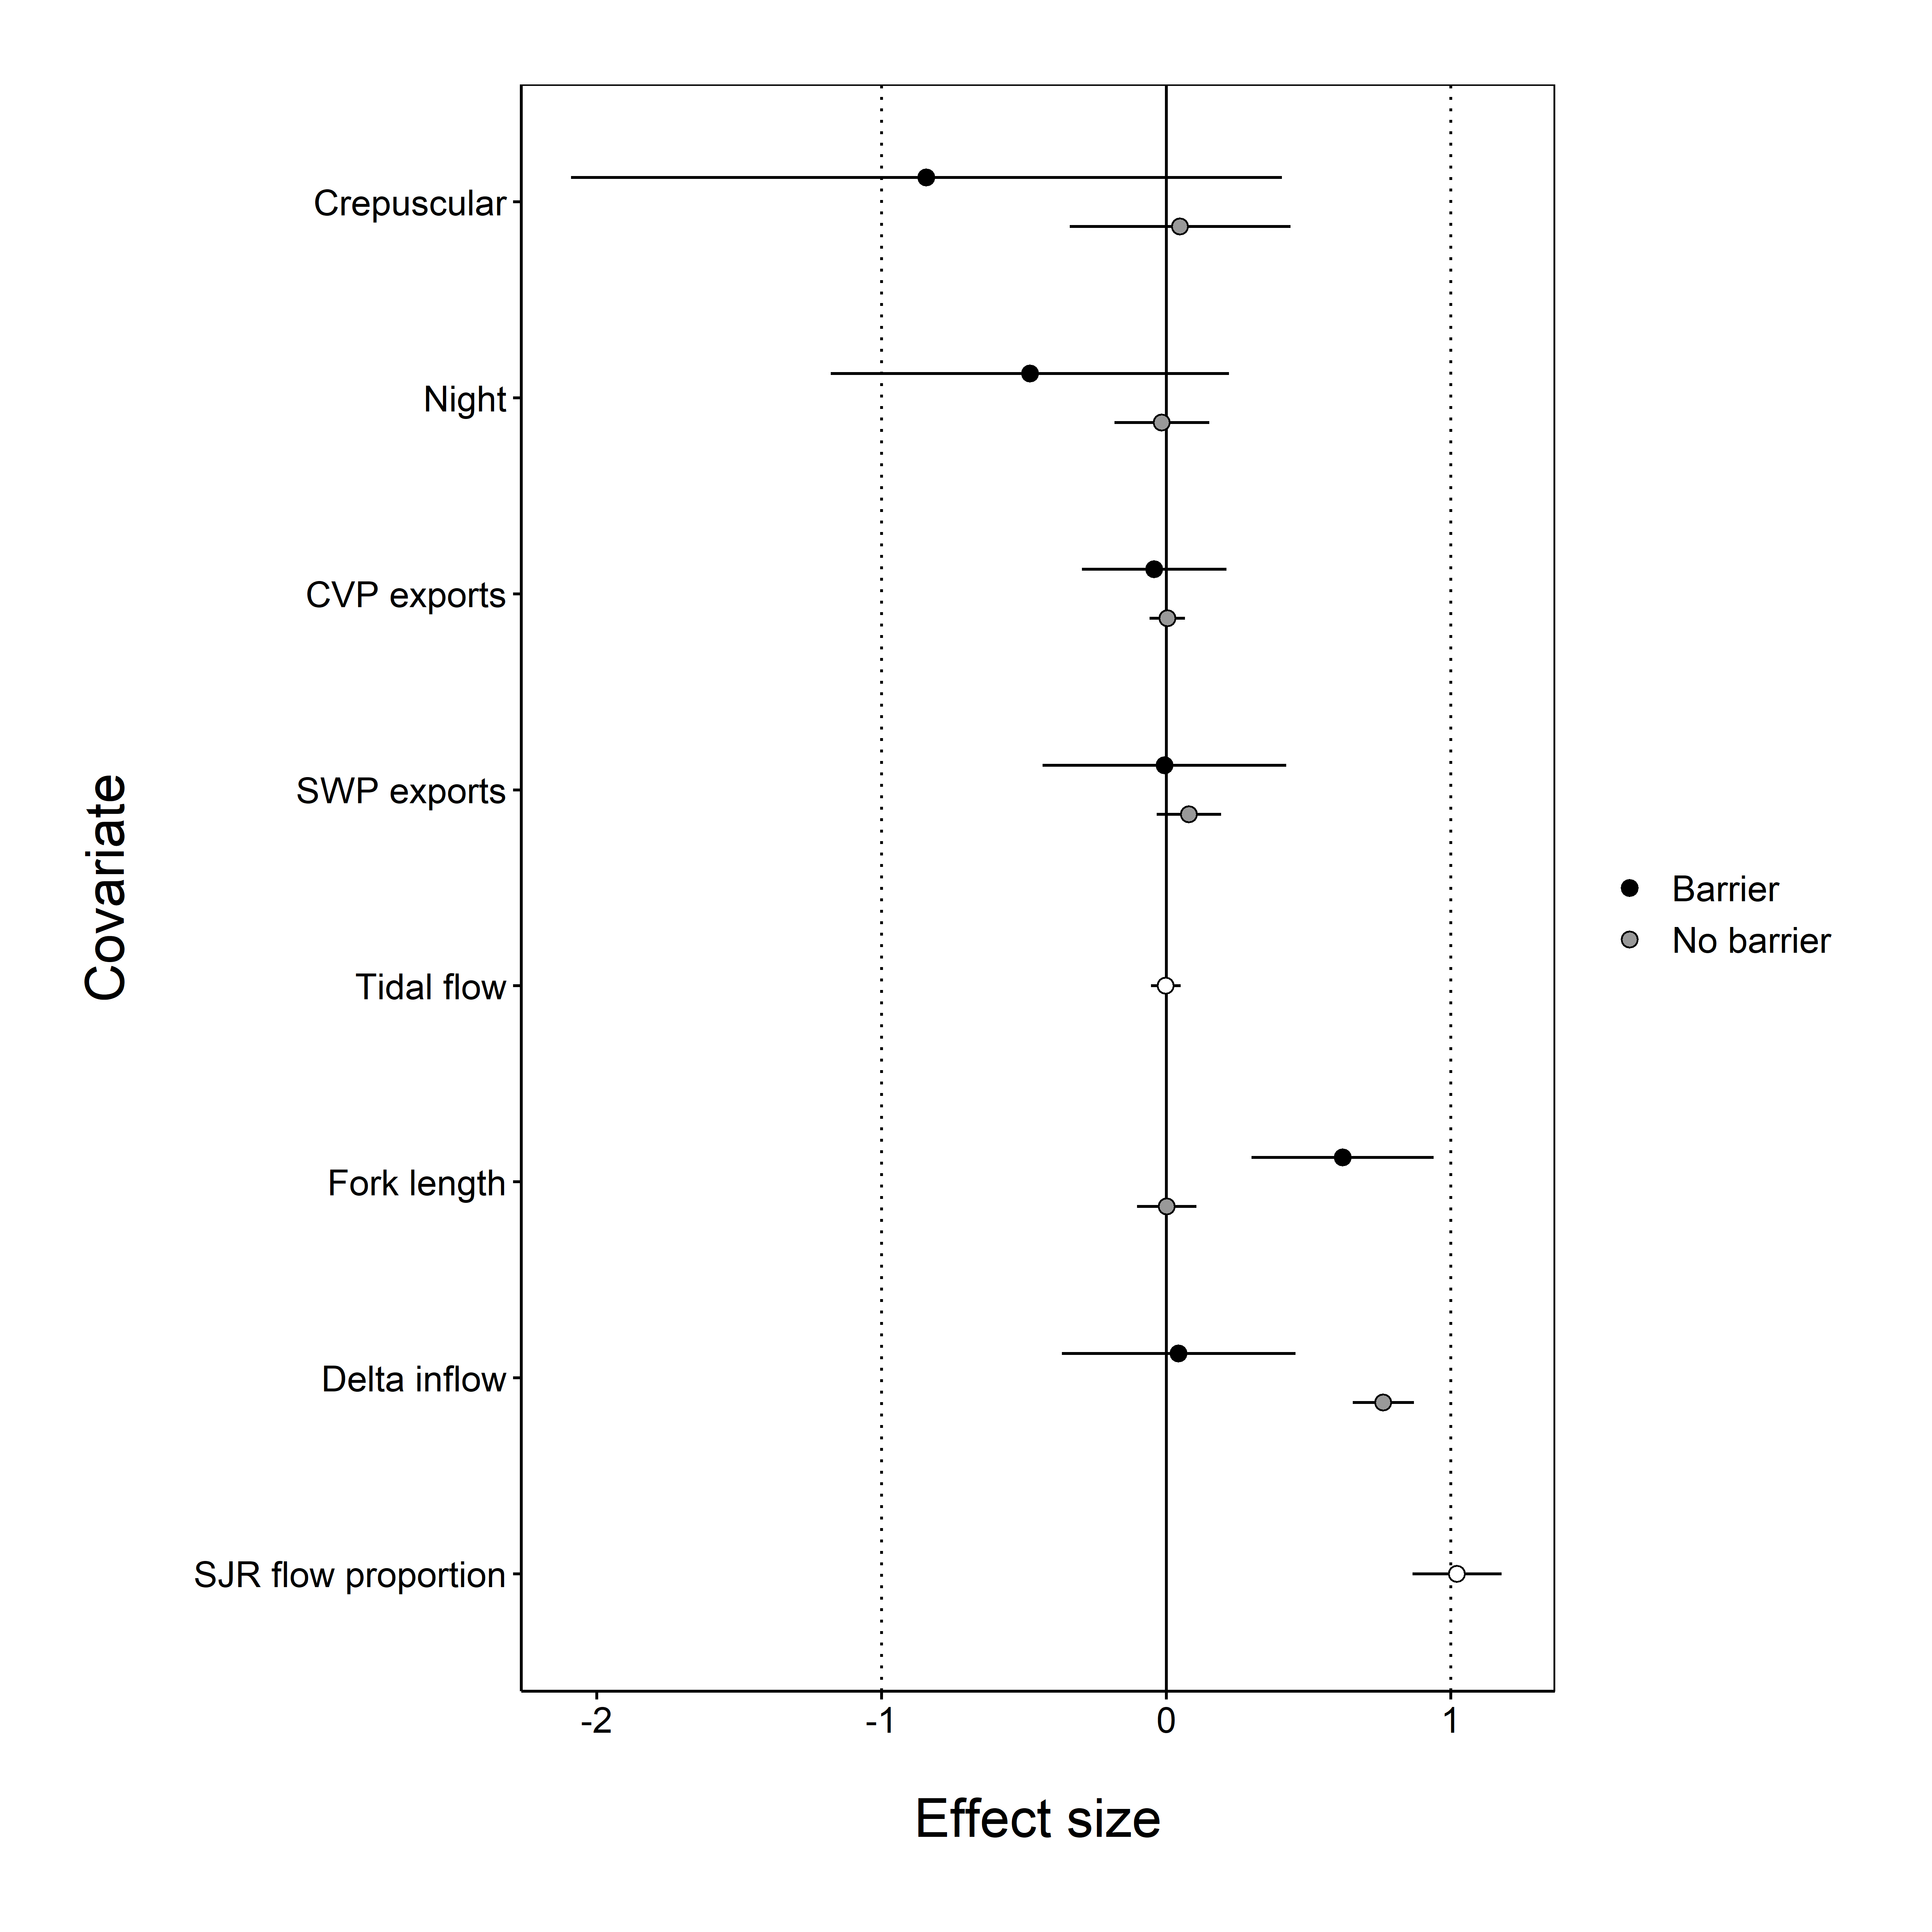 Covariate
Crepuscular
Night
CVP exports
SWP exports
Tidal flow
Fork length
Delta inflow
SJR flow proportion
-2
-1
0
1
Effect size
Barrier
No barrier